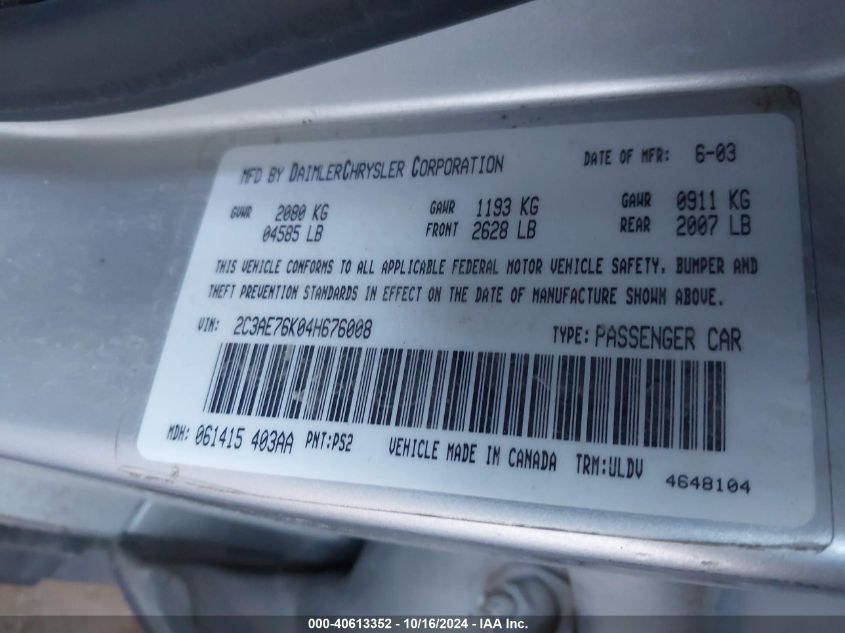 MFD BY DAIMLERCHRYSLER CORPORATION DATE OF MFR: 6-03
GVWR 2080 KG GAWR 1193 KG GAWR 0911 KG
04585 LB FRONT 2628 LB REAR 2007 LB
THIS VEHICLE CONFORMS TO ALL APPLICABLE FEDERAL MOTOR VEHICLE SAFETY, BUMPER AND
THEFT PREVENTION STANDARDS IN EFFECT ON THE DATE OF MANUFACTURE SHOWN ABOVE.
VIN: 2C3AE76K04H676008 TYPE: PASSENGER CAR
MDH: 061415 403AA PNT:PS2 VEHICLE MADE IN CANADA TRM:ULDV
4648104
000-40613352 - 10/16/2024 - IAA Inc.